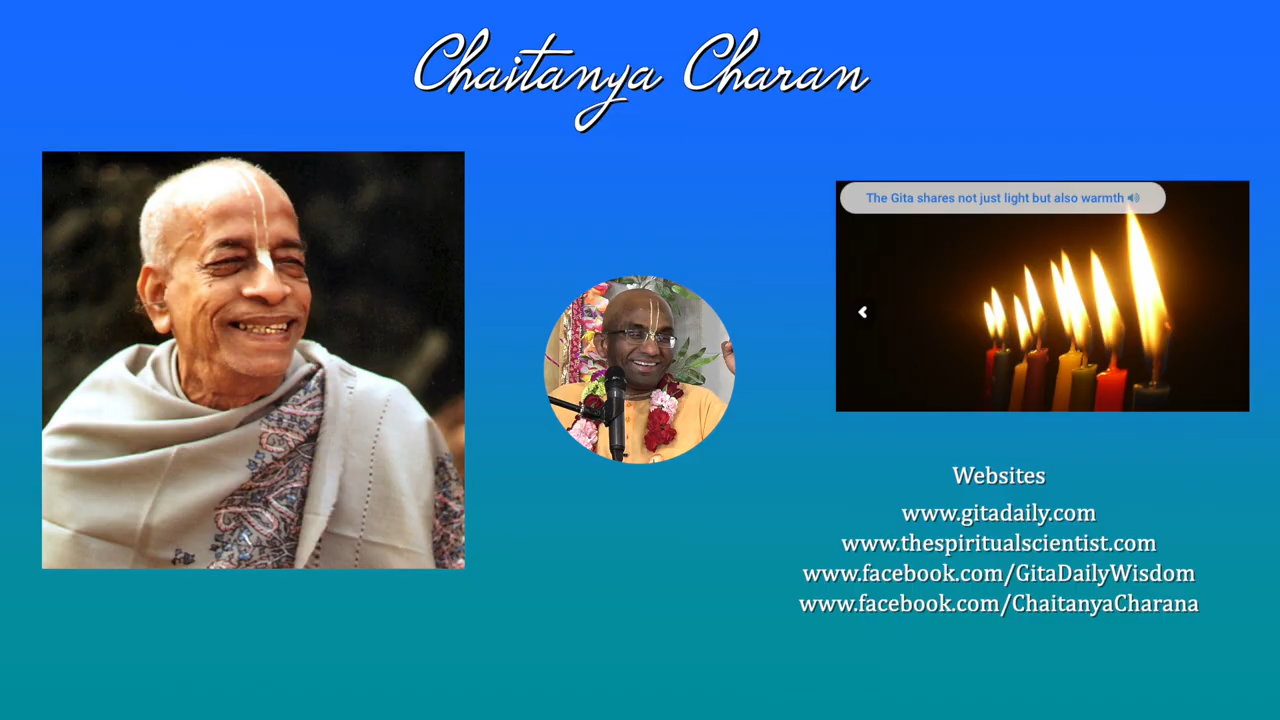 Chaitanya Charan
The Gita shares not just light but also warmth
Websites
www.gitadaily.com
www.thespiritualscientist.com
www.facebook.com/GitaDailyWisdom
www.facebook.com/ChaitanyaCharana